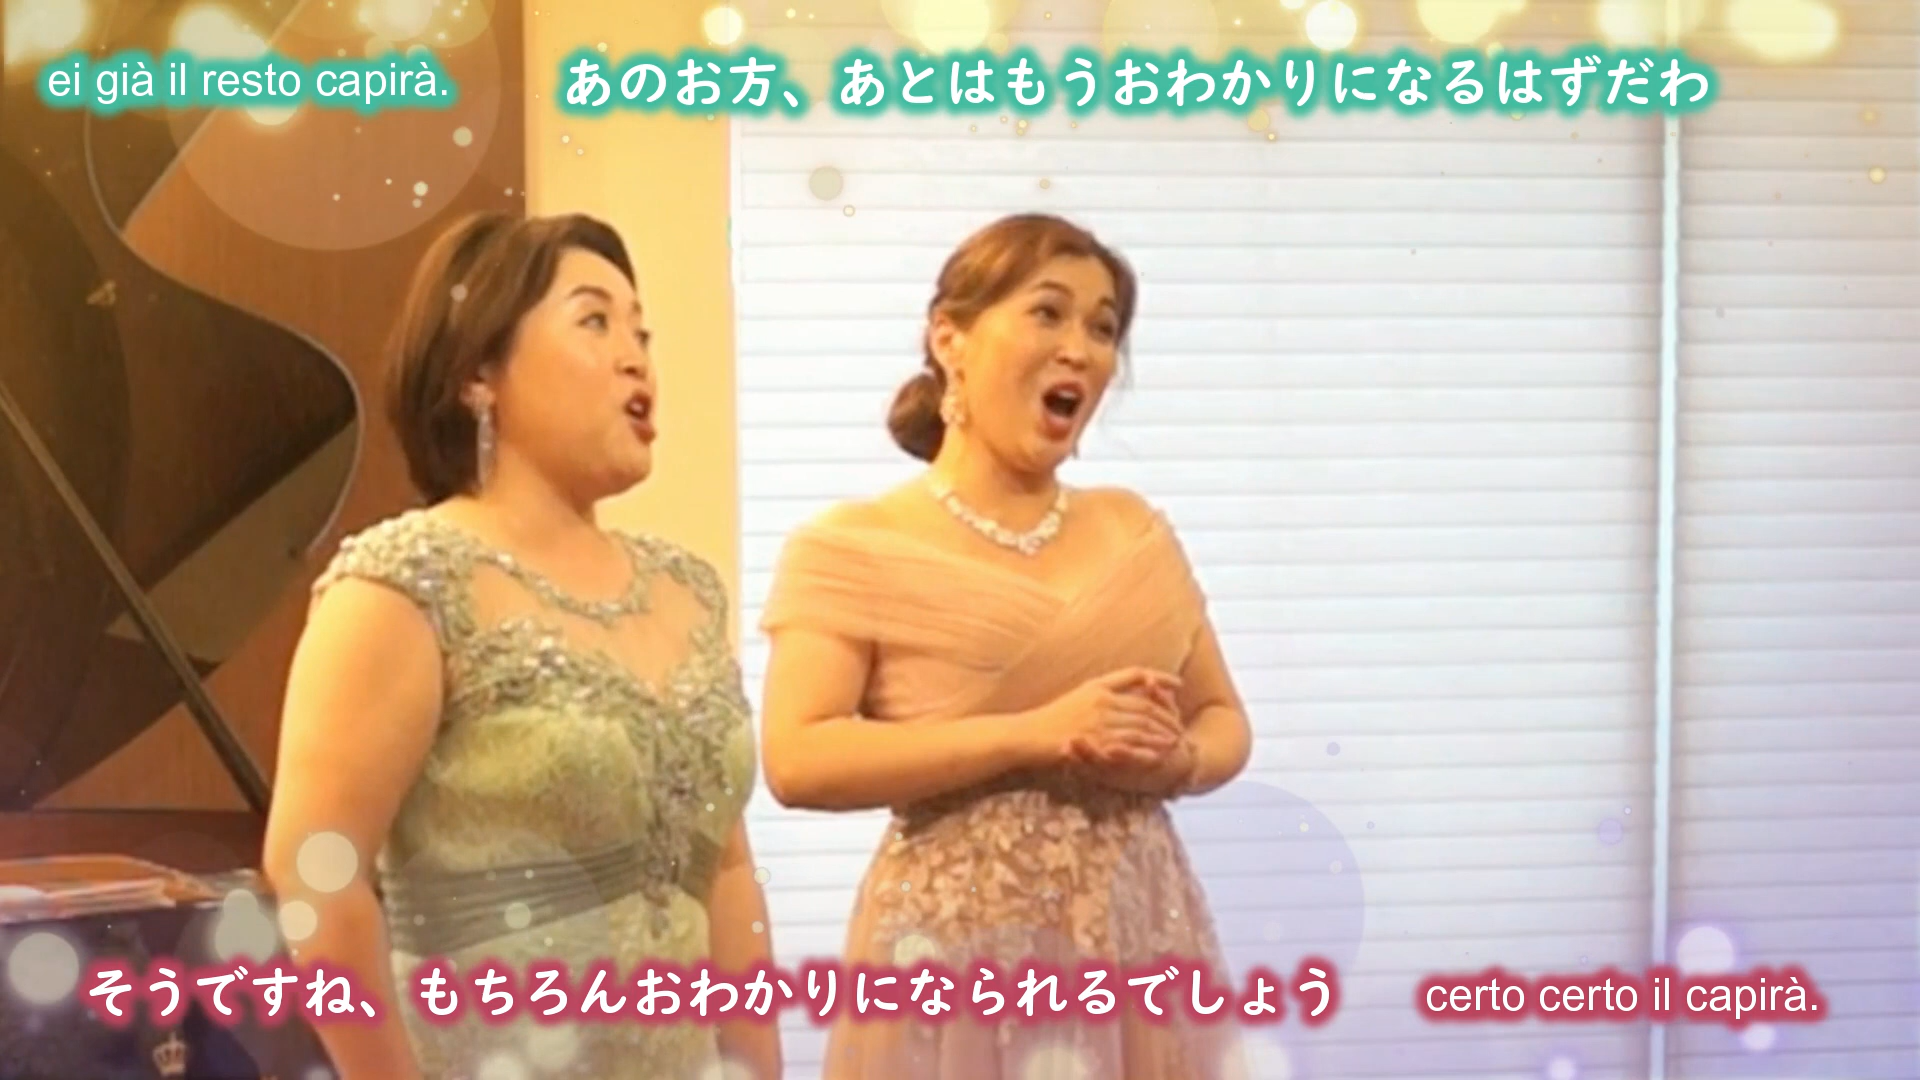 ei già il resto capirà.
あのお方、あとはもうおわかりになるはずだわ
そうですね、もちろんおわかりになられるでしょう
certo certo il capirà.